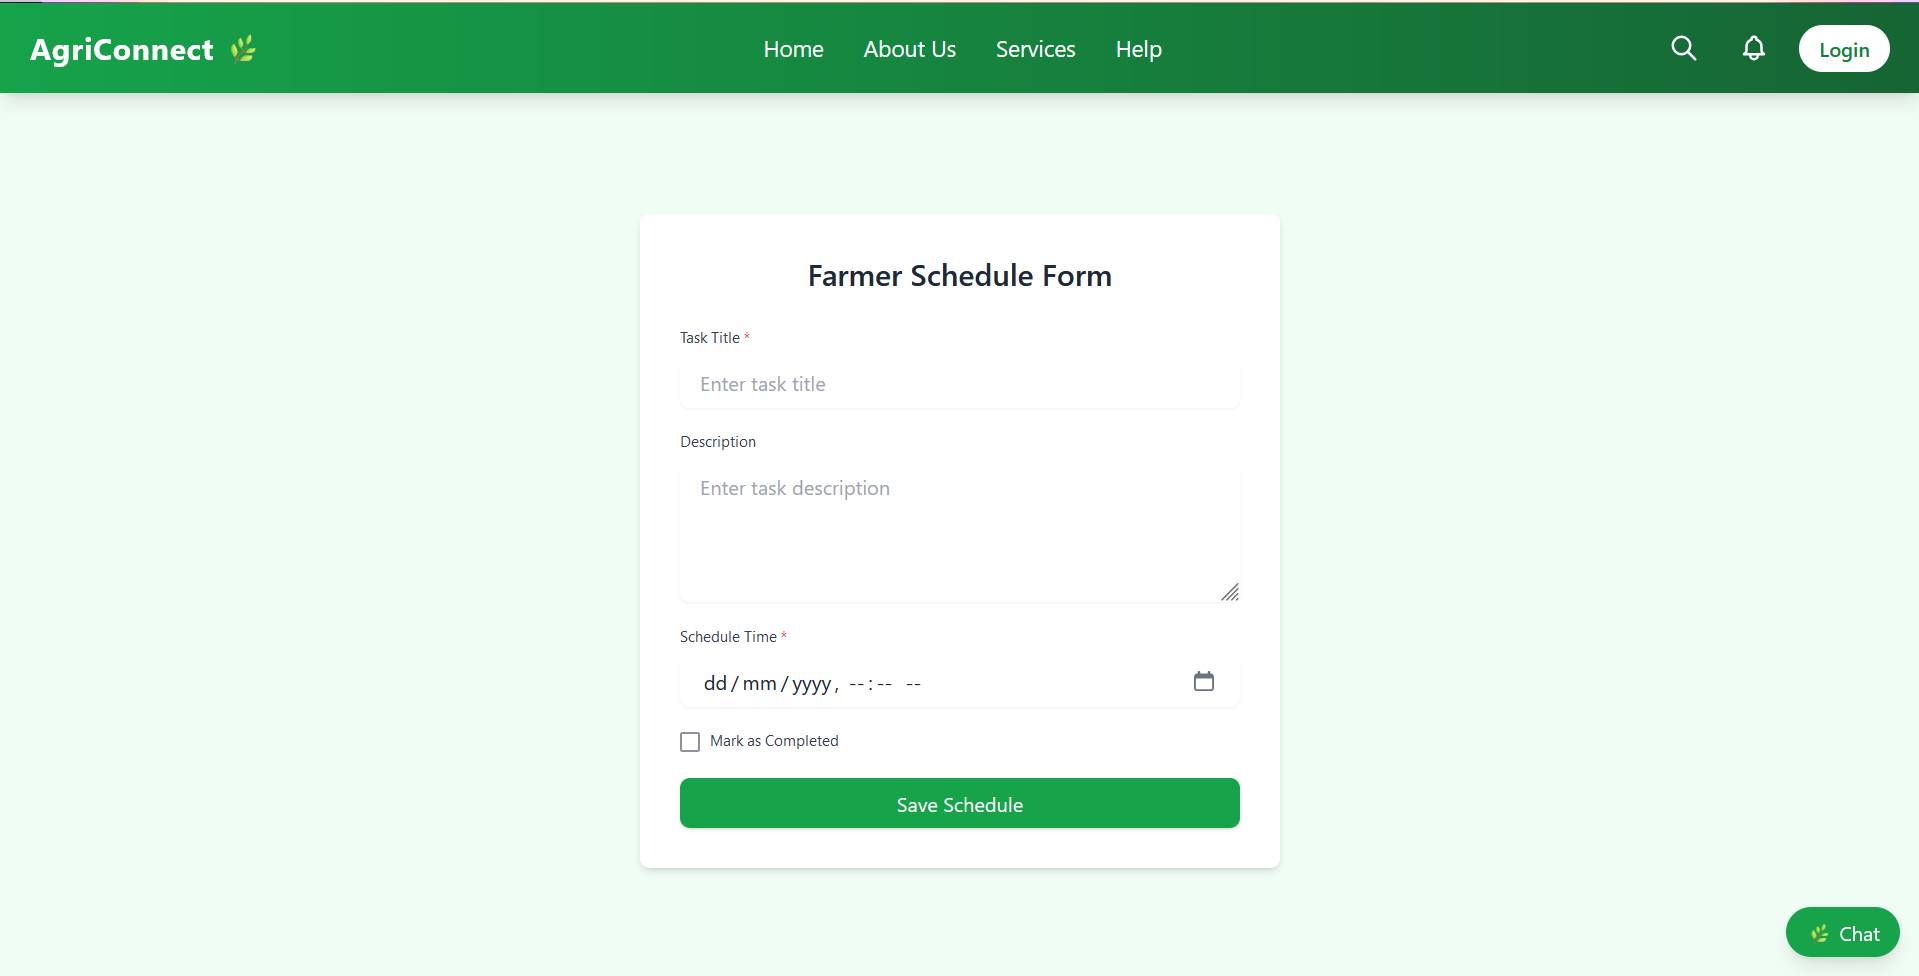 AgriConnect
Home About Us Services Help
Login
Farmer Schedule Form
Task Title *
Enter task title
Description
Enter task description
Schedule Time *
dd/mm/yyyy, --:-- --
Mark as Completed
Save Schedule
Chat